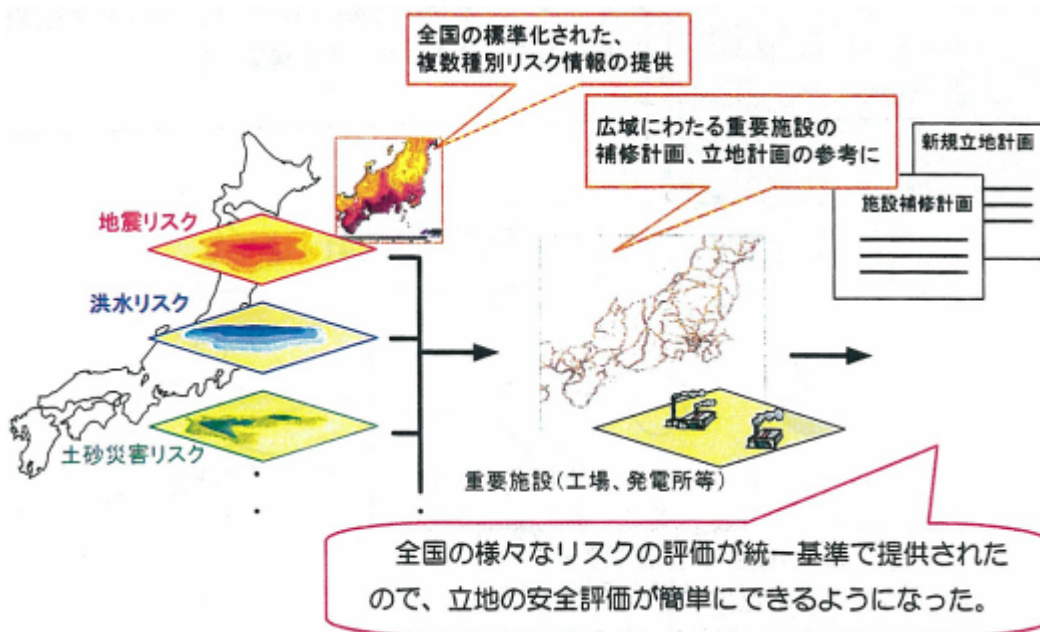 全国の標準化された、
複数種別リスク情報の提供
広域にわたる重要施設の
補修計画、立地計画の参考に
新規立地計画
施設補修計画
地震リスク
洪水リスク
土砂災害リスク
重要施設(工場、発電所等)
全国の様々なリスクの評価が統一基準で提供された
ので、立地の安全評価が簡単にできるようになった。